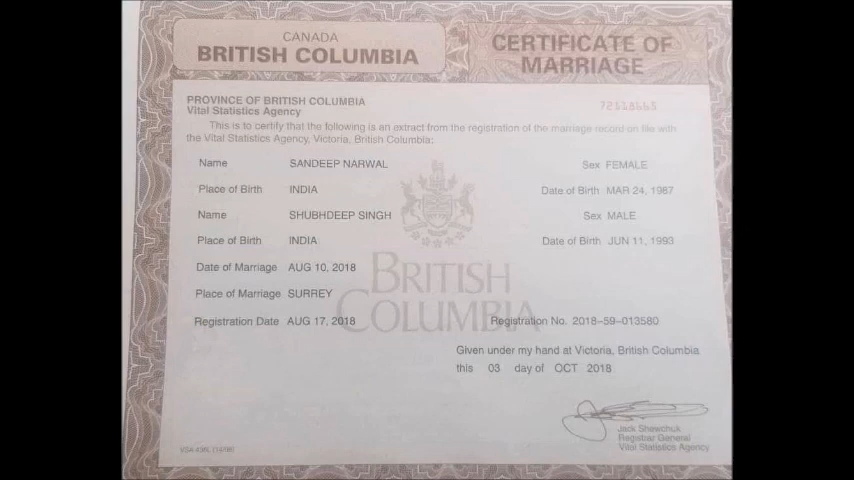 CANADA
BRITISH COLUMBIA
CERTIFICATE OF
MARRIAGE
PROVINCE OF BRITISH COLUMBIA
Vital Statistics Agency
This is to certify that the following is an extract from the registration of the marriage record on file with
the Vital Statistics Agency, Victoria, British Columbia:
Name SANDEEP NARWAL Sex FEMALE
Place of Birth INDIA Date of Birth MAR 24, 1987
Name SHUBHDEEP SINGH Sex MALE
Place of Birth INDIA Date of Birth JUN 11, 1993
Date of Marriage AUG 10, 2018
Place of Marriage SURREY
Registration Date AUG 17, 2018 Registration No. 2018-59-013580
BRITISH
COLUMBIA
Given under my hand at Victoria, British Columbia
this 03 day of OCT 2018
Jack Shewchuk
Registrar General
Vital Statistics Agency